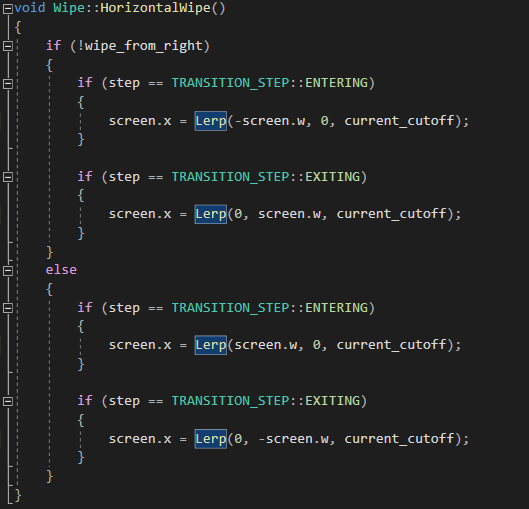 void Wipe::HorizontalWipe()
{
    if (!wipe_from_right)
    {
        if (step == TRANSITION_STEP::ENTERING)
        {
            screen.x = Lerp(-screen.w, 0, current_cutoff);
        }

        if (step == TRANSITION_STEP::EXITING)
        {
            screen.x = Lerp(0, screen.w, current_cutoff);
        }
    }
    else
    {
        if (step == TRANSITION_STEP::ENTERING)
        {
            screen.x = Lerp(screen.w, 0, current_cutoff);
        }

        if (step == TRANSITION_STEP::EXITING)
        {
            screen.x = Lerp(0, -screen.w, current_cutoff);
        }
    }
}